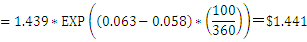 = 1.439 * EXP ((0.063 − 0.058) * (100/360)) = $1.441